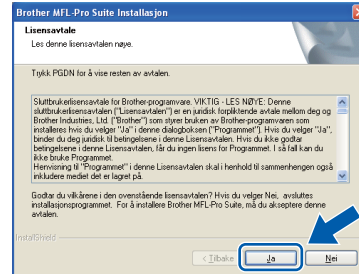 Brother MFL-Pro Suite Installasjon
Lisensavtale
Les denne lisensavtalen nøye.
Trykk PGDN for å vise resten av avtalen.
Sluttbrukerlisensavtale for Brother-programvare. VIKTIG - LES NØYE: Denne
sluttbrukerlisensavtalen ("Lisensavtalen") er en juridisk forpliktende avtale mellom deg og
Brother Industries, Ltd. ("Brother") som styrer bruken av Brother-programvaren som
installeres hvis du velger "Ja" i denne dialogboksen ("Programmet"). Hvis du velger "Ja",
binder du deg juridisk til betingelsene i denne Lisensavtalen. Hvis du ikke godtar
betingelsene i denne Lisensavtalen, får du ingen lisens for Programmet. I så fall kan du
ikke bruke Programmet.
Henvisning til "Programmet" i denne Lisensavtalen skal i henhold til sammenhengen også
inkludere mediet det er lagret på.
Godtar du vilkårene i den ovenstående lisensavtalen? Hvis du velger Nei, avsluttes
installasjonsprogrammet. For å installere Brother MFL-Pro Suite, må du akseptere denne
avtalen.
InstallShield
< Tilbake Ja Nei